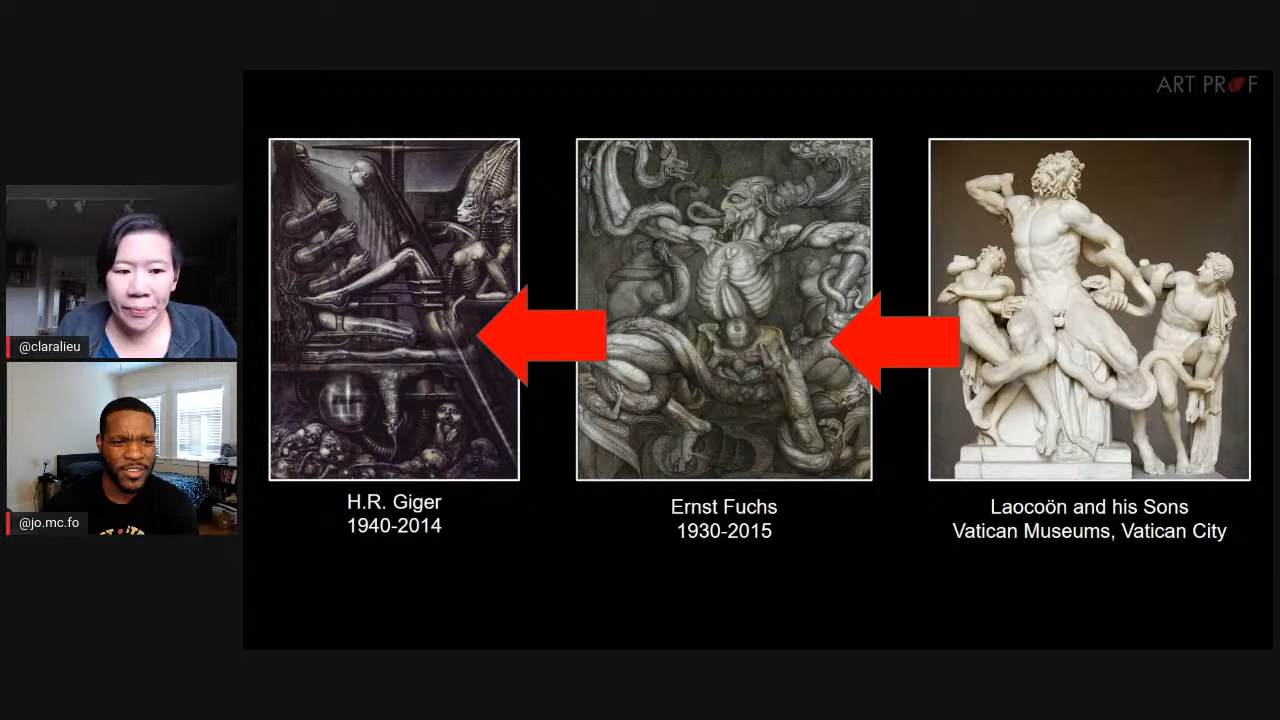 ART PROF
@claralieu
@jo.mc.fo
H.R. Giger
1940-2014
Ernst Fuchs
1930-2015
Laocoön and his Sons
Vatican Museums, Vatican City